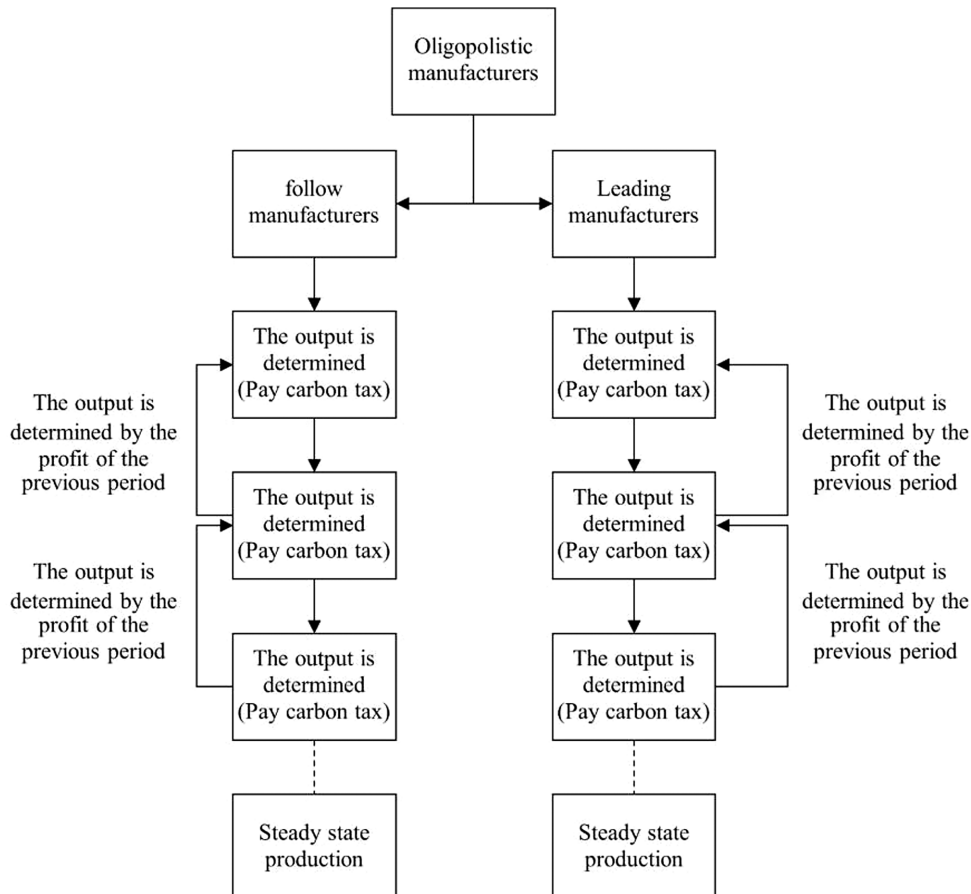 Oligopolistic
manufacturers
follow
manufacturers
Leading
manufacturers
The output is
determined
(Pay carbon tax)
The output is
determined
(Pay carbon tax)
The output is
determined by the
profit of the
previous period
The output is
determined by the
profit of the
previous period
The output is
determined
(Pay carbon tax)
The output is
determined
(Pay carbon tax)
The output is
determined by the
profit of the
previous period
The output is
determined by the
profit of the
previous period
The output is
determined
(Pay carbon tax)
The output is
determined
(Pay carbon tax)
Steady state
production
Steady state
production